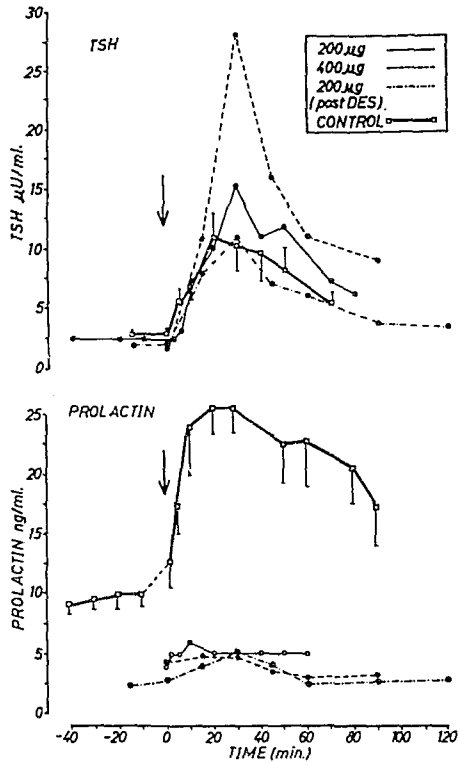 TSH
200µg
400µg
200µg
(post DES)
CONTROL
TSH µU/ml.
30
25
20
15
10
5
0
PROLACTIN
PROLACTIN ng/ml.
25
20
15
10
5
0
-40
-20
0
20
40
60
80
100
120
TIME (min.)